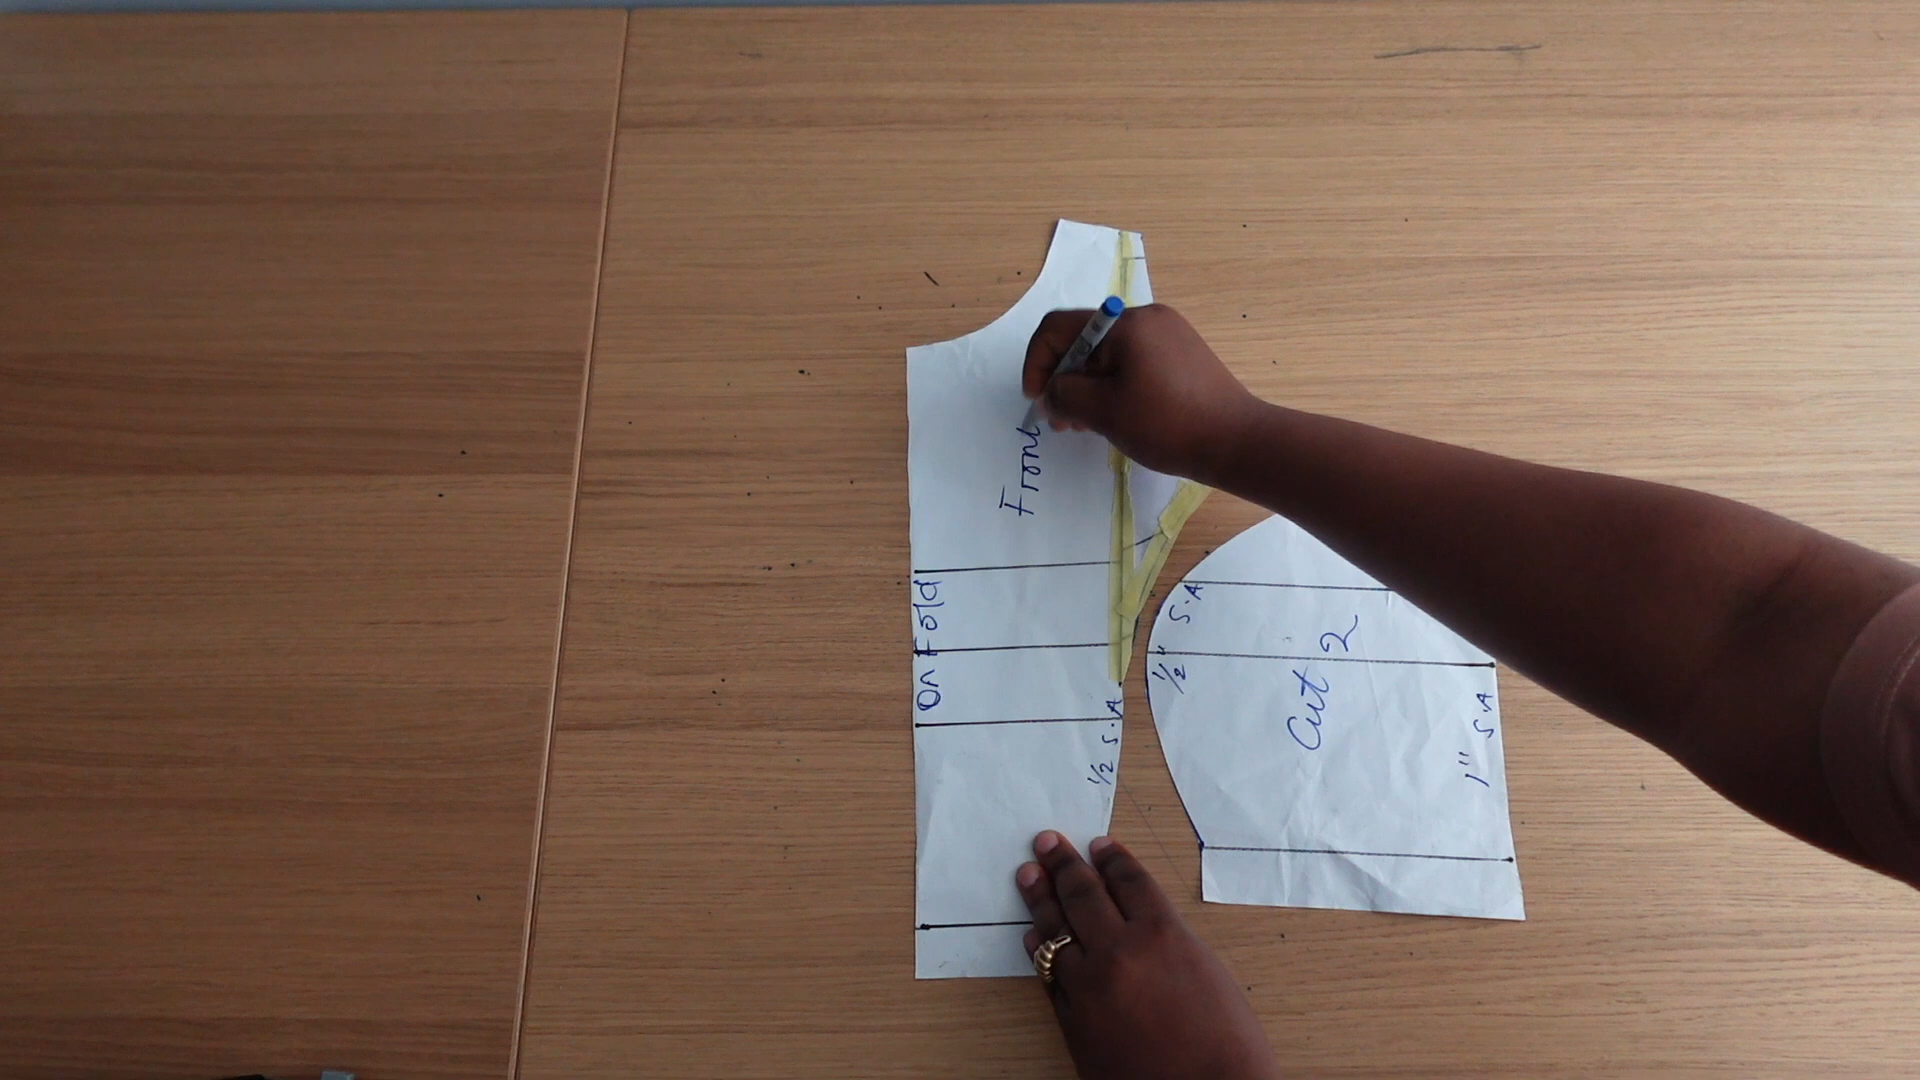 Front
On Fold
1/2 S.A
1/2" S.A
Cut 2
1" S.A